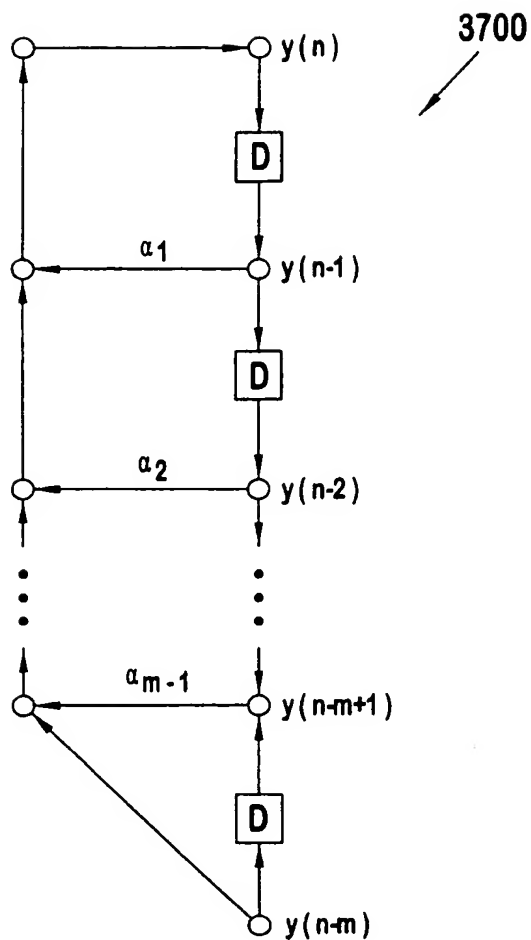 3700
y(n)
D
α1
y(n-1)
D
α2
y(n-2)
αm-1
y(n-m+1)
D
y(n-m)